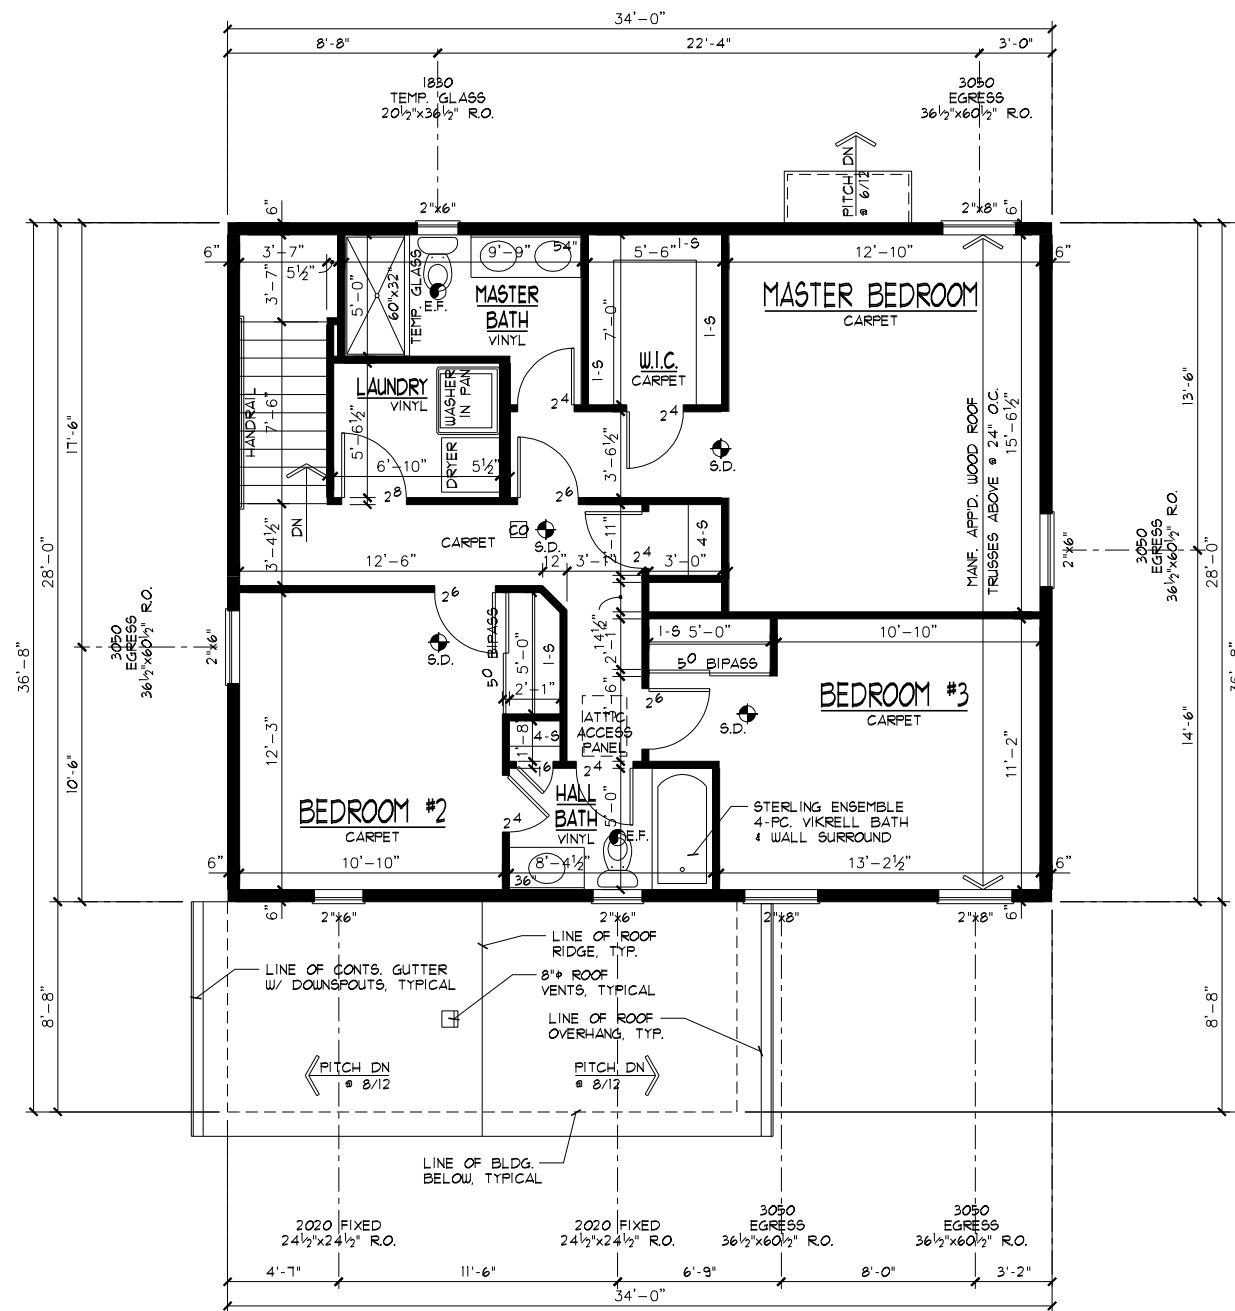 34'-0"
8'-8" 22'-4" 3'-0"
1830
TEMP. GLASS
20½"x36½" R.O.
3050
EGRESS
36½"x60½" R.O.
PITCH DN
@ 6/12
6" 2"x6" 2"x8" 6"
6" 3'-7" 9'-9" 54" 5'-6" 1-S 12'-10" 6"
5½"
3'-7"
5'-0"
60"x32"
TEMP. GLASS
E.F.
MASTER
BATH
VINYL
7'-0"
1-S
1-S
W.I.C.
CARPET
MASTER BEDROOM
CARPET
LAUNDRY
VINYL
WASHER
IN PAN
DRYER
HANDRAIL
7'-6"
5'-6½"
6'-10" 5½"
2⁸
2⁴
2⁶
2⁴
3'-6½"
S.D.
MANF. APP'D. WOOD ROOF
TRUSSES ABOVE @ 24" O.C.
15'-6½"
17'-6"
13'-6"
28'-0"
28'-0"
36'-8"
DN
3'-4½"
CARPET
CO
S.D.
4-S
2⁴
12'-6" 12" 3'-1" 3'-0"
2"x6"
3050
EGRESS
36½"x60½" R.O.
3050
EGRESS
36½"x60½" R.O.
2"x6"
2⁶
S.D.
5⁰ BIPASS
5'-0"
1-S
2'-1"
14½"
2'-1"
1-S 5'-0" 10'-10"
5⁰ BIPASS
2⁶
S.D.
BEDROOM #3
CARPET
ATTIC
ACCESS
PANEL
12'-3"
11'-2"
14'-6"
10'-6"
1'-8"
4-S
1⁶
2⁴
BEDROOM #2
CARPET
2⁴
HALL
BATH
VINYL
5'-0"
E.F.
STERLING ENSEMBLE
4-PC. VIKRELL BATH
& WALL SURROUND
6" 10'-10" 8'-4½" 13'-2½" 6"
36"
6" 2"x6" 2"x6" 2"x8" 2"x8" 6"
LINE OF ROOF
RIDGE, TYP.
LINE OF CONTS. GUTTER
W/ DOWNSPOUTS, TYPICAL
8"Φ ROOF
VENTS, TYPICAL
LINE OF ROOF
OVERHANG, TYP.
8'-8"
8'-8"
PITCH DN
@ 8/12
PITCH DN
@ 8/12
LINE OF BLDG.
BELOW, TYPICAL
2020 FIXED
24½"x24½" R.O.
2020 FIXED
24½"x24½" R.O.
3050
EGRESS
36½"x60½" R.O.
3050
EGRESS
36½"x60½" R.O.
4'-7" 11'-6" 6'-9" 8'-0" 3'-2"
34'-0"